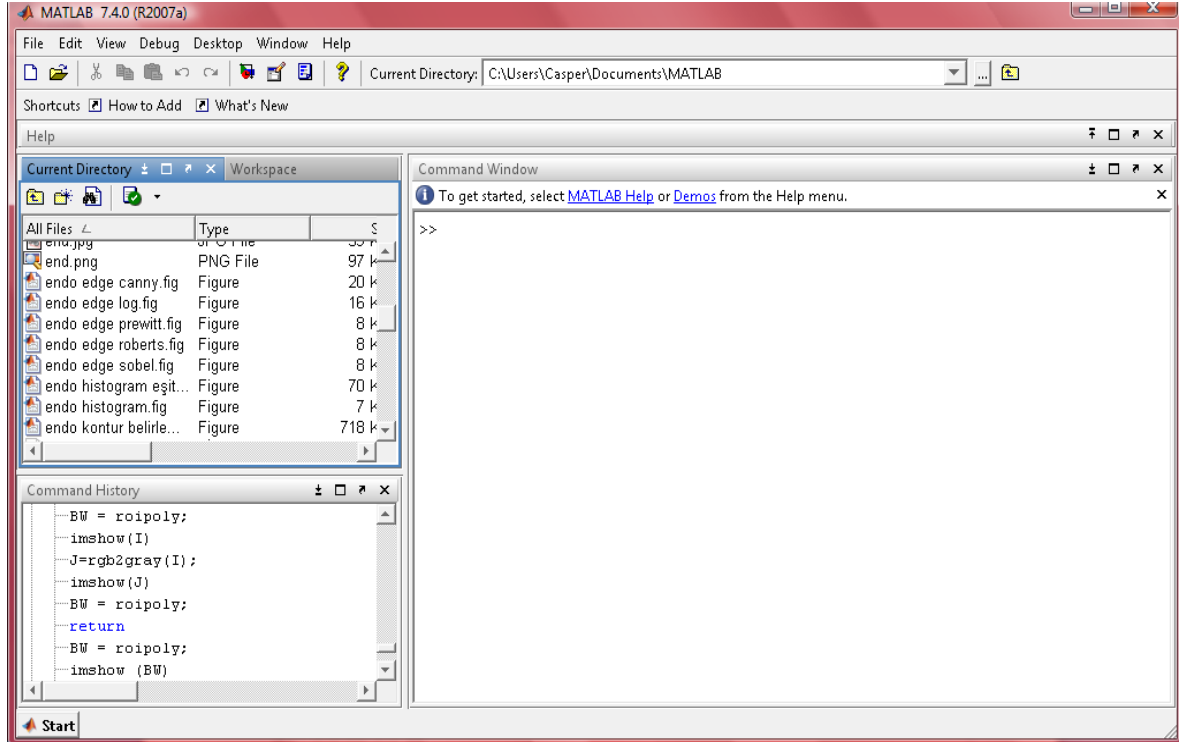 MATLAB 7.4.0 (R2007a)
File Edit View Debug Desktop Window Help
Current Directory: C:\Users\Casper\Documents\MATLAB ...
Shortcuts How to Add What's New
Help
Current Directory Workspace
All Files Type S
end.jpg
end.png PNG File 97 k
endo edge canny.fig Figure 20 k
endo edge log.fig Figure 16 k
endo edge prewitt.fig Figure 8 k
endo edge roberts.fig Figure 8 k
endo edge sobel.fig Figure 8 k
endo histogram eşit... Figure 70 k
endo histogram.fig Figure 7 k
endo kontur belirle... Figure 718 k
Command History
BW = roipoly;
imshow(I)
J=rgb2gray(I);
imshow(J)
BW = roipoly;
return
BW = roipoly;
imshow (BW)
Command Window
To get started, select MATLAB Help or Demos from the Help menu.
>>
Start